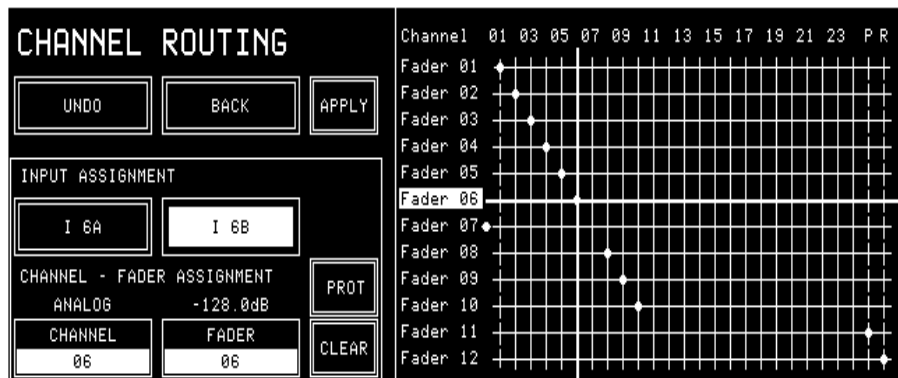 CHANNEL ROUTING
UNDO BACK APPLY
INPUT ASSIGNMENT
I 6A I 6B
CHANNEL - FADER ASSIGNMENT
ANALOG -128.0dB PROT
CHANNEL FADER
06 06 CLEAR
Channel 01 03 05 07 09 11 13 15 17 19 21 23 P R
Fader 01
Fader 02
Fader 03
Fader 04
Fader 05
Fader 06
Fader 07
Fader 08
Fader 09
Fader 10
Fader 11
Fader 12